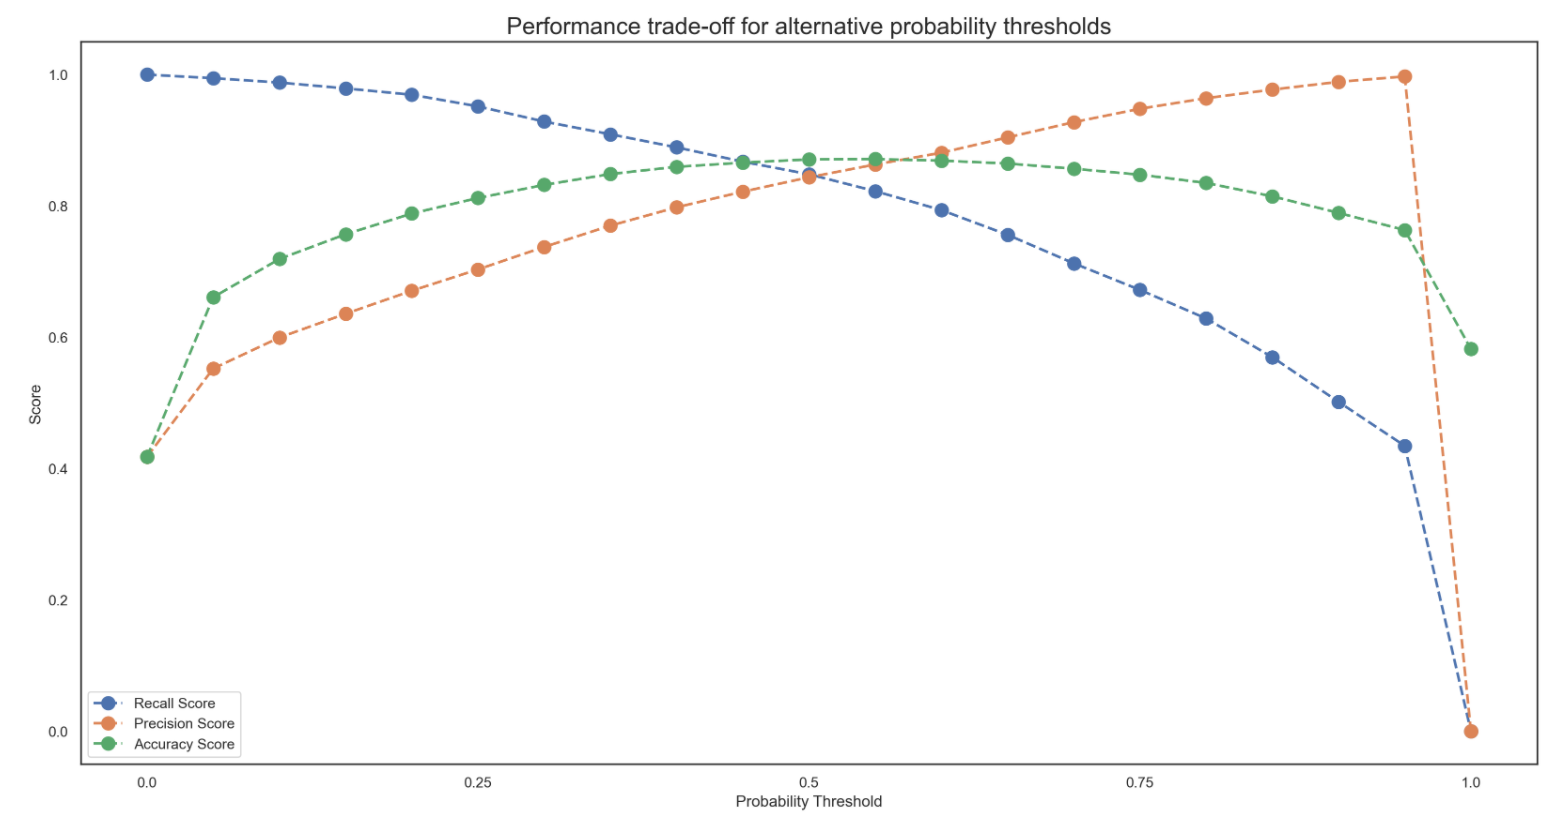 Performance trade-off for alternative probability thresholds
1.0
0.8
0.6
0.4
0.2
0.0
Score
Recall Score
Precision Score
Accuracy Score
0.0 0.25 0.5 0.75 1.0
Probability Threshold